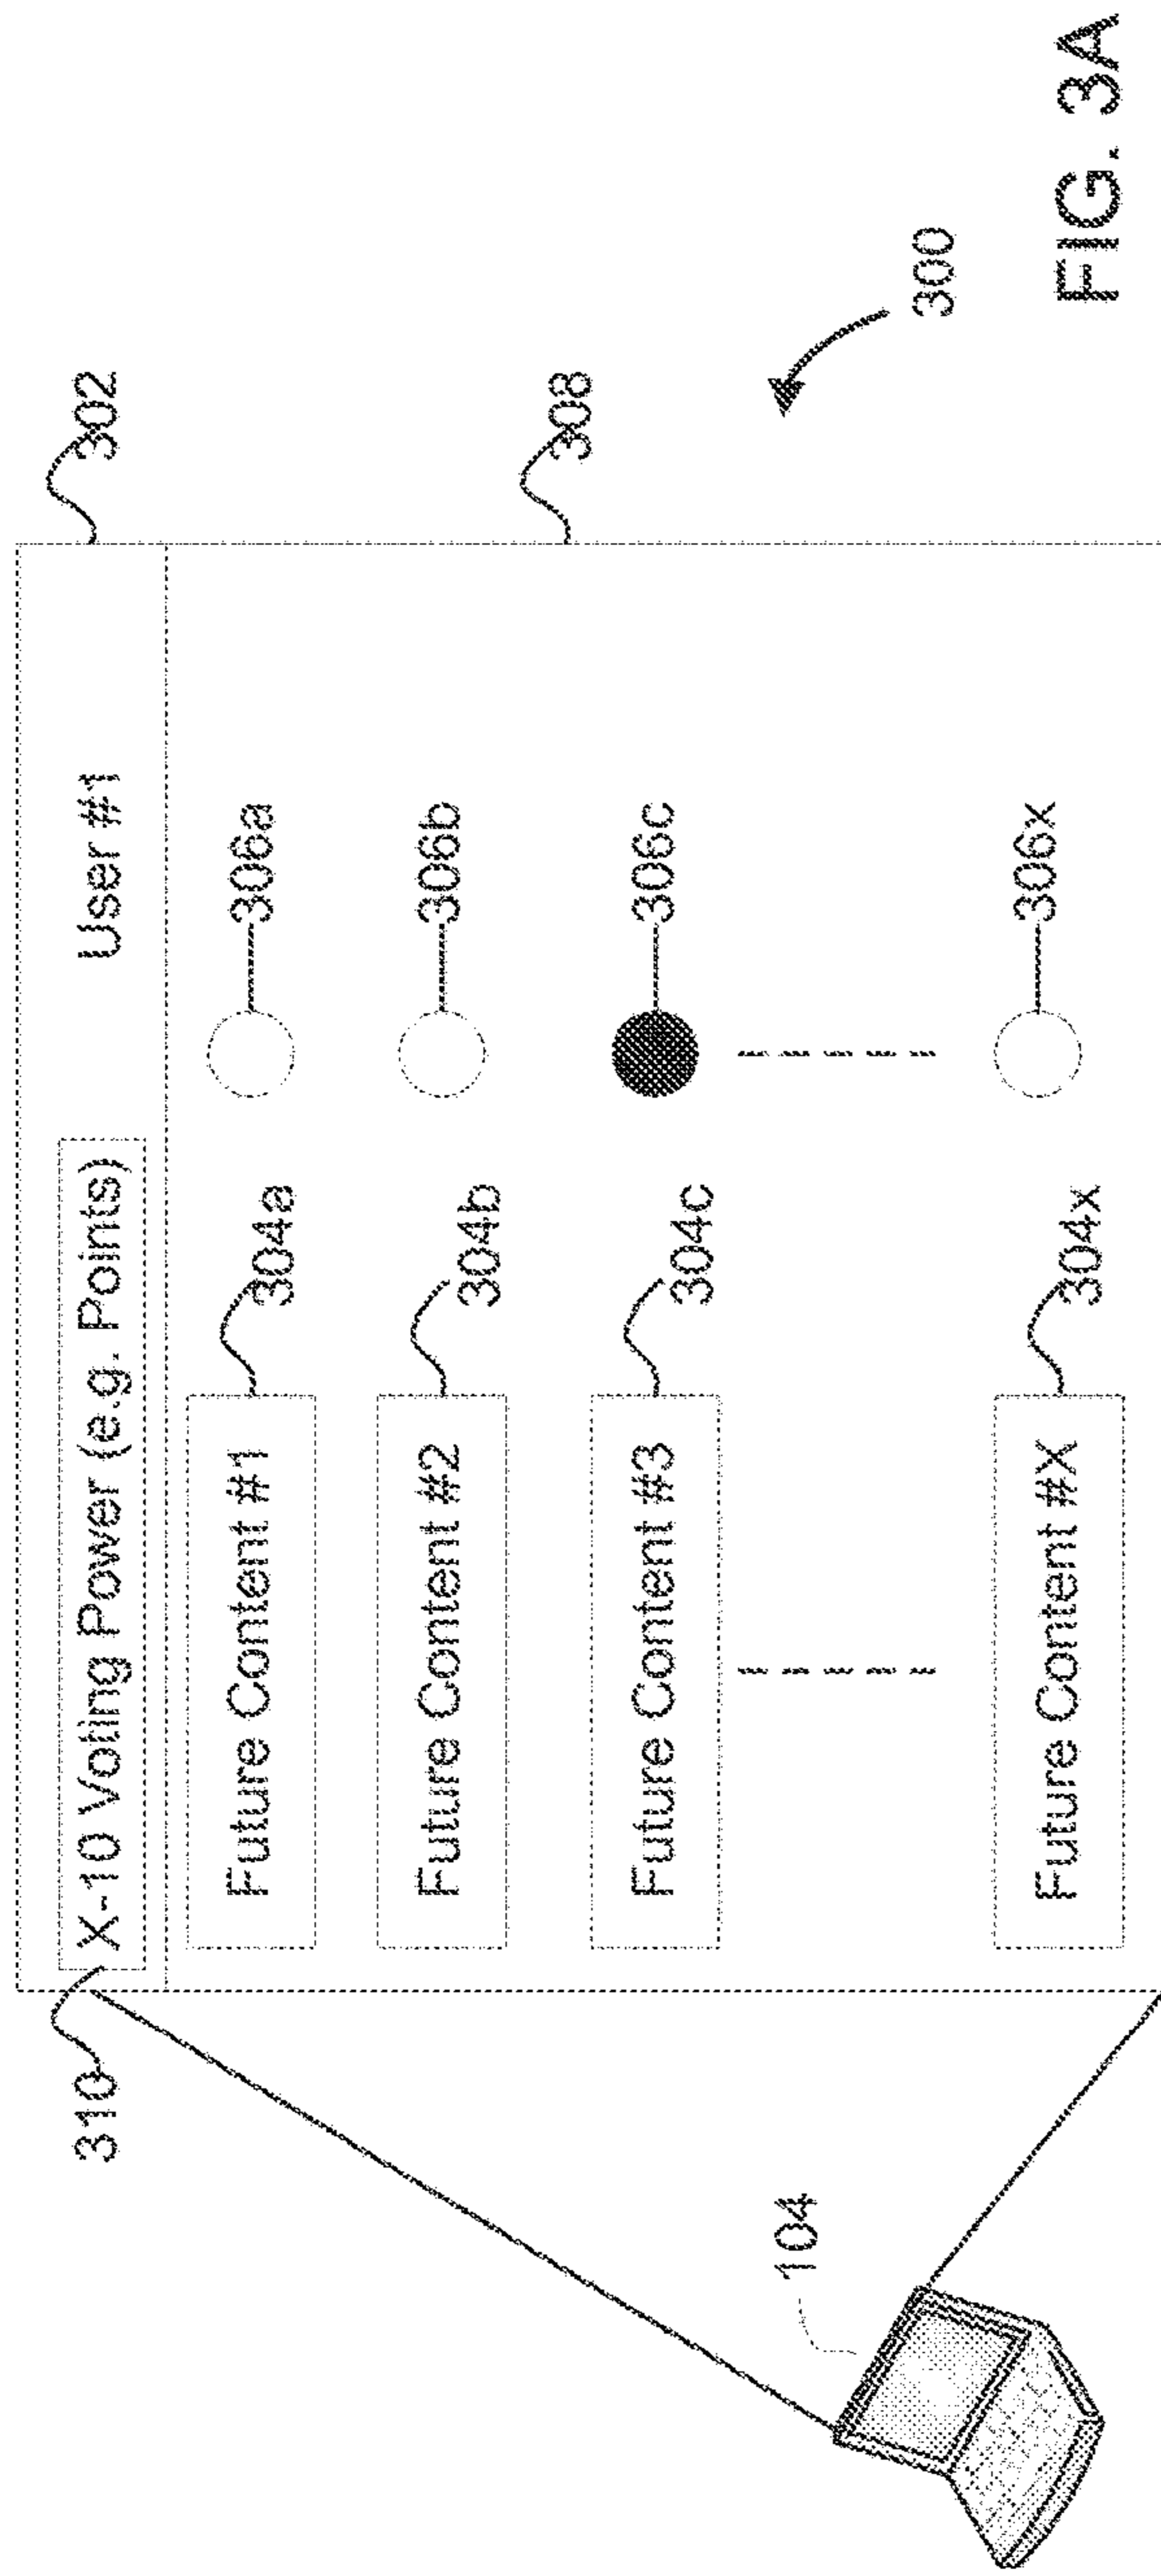 302
310
X-10 Voting Power (e.g. Points)
User #1
Future Content #1
304a
306a
Future Content #2
304b
306b
308
Future Content #3
304c
306c
104
300
Future Content #X
304x
306x
FIG. 3A